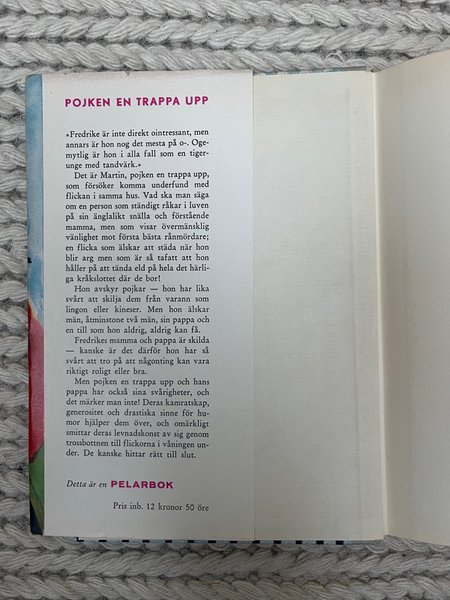 POJKEN EN TRAPPA UPP
»Fredrike är inte direkt ointressant, men
annars är hon nog det mesta på o-. Oge-
mytlig är hon i alla fall som en tiger-
unge med tandvärk.»
Det är Martin, pojken en trappa upp,
som försöker komma underfund med
flickan i samma hus. Vad ska man säga
om en person som ständigt råkar i luven
på sin änglalikt snälla och förstående
mamma, men som visar övermänsklig
vänlighet mot första bästa rånmördare;
en flicka som älskar att städa när hon
blir arg men som är så tafatt att hon
håller på att tända eld på hela det härli-
ga kråkslottet där de bor!
Hon avskyr pojkar — hon har lika
svårt att skilja dem från varann som
lingon eller kineser. Men hon älskar
män, åtminstone två män, sin pappa och
en till som hon aldrig, aldrig kan få.
Fredrikes mamma och pappa är skilda
— kanske är det därför hon har så
svårt att tro på att någonting kan vara
riktigt roligt eller bra.
Men pojken en trappa upp och hans
pappa har också sina svårigheter, och
det märker man inte! Deras kamratskap,
generositet och drastiska sinne för hu-
mor hjälper dem över, och omärkligt
smittar deras levnadskonst av sig genom
trossbottnen till flickorna i våningen un-
der. De kanske hittar rätt till slut.
Detta är en PELARBOK
Pris inb. 12 kronor 50 öre